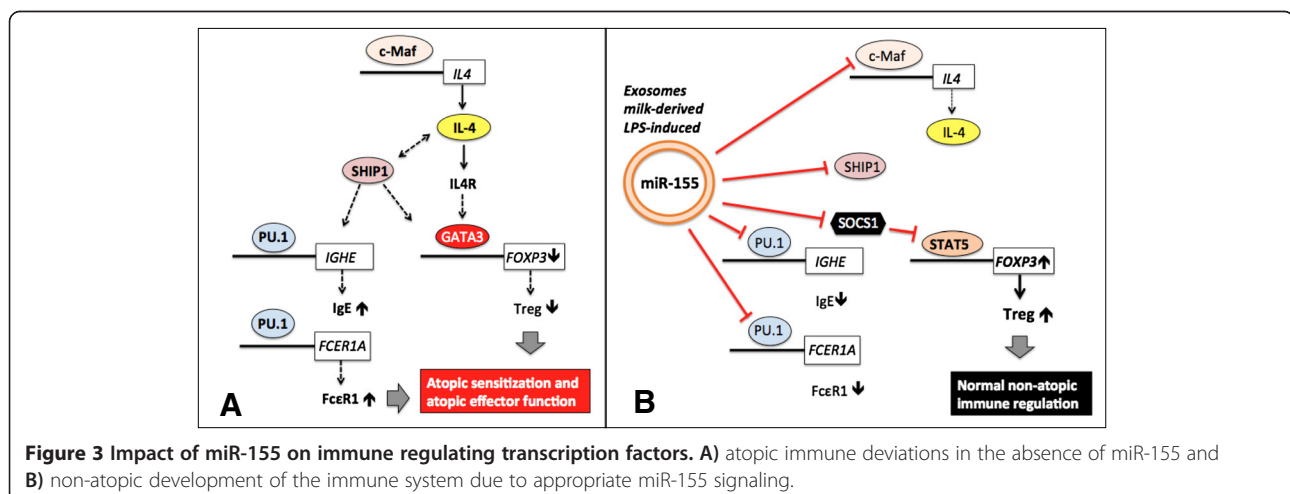 c-Maf
IL4
IL-4
SHIP1
IL4R
PU.1
IGHE
GATA3
FOXP3 ↓
IgE ↑
Treg ↓
PU.1
FCER1A
FcεR1 ↑
Atopic sensitization and
atopic effector function
A
Exosomes
milk-derived
LPS-induced
miR-155
c-Maf
IL4
IL-4
SHIP1
SOCS1
PU.1
IGHE
STAT5
FOXP3 ↑
IgE ↓
Treg ↑
PU.1
FCER1A
FcεR1 ↓
Normal non-atopic
immune regulation
B
Figure 3 Impact of miR-155 on immune regulating transcription factors. A) atopic immune deviations in the absence of miR-155 and
B) non-atopic development of the immune system due to appropriate miR-155 signaling.